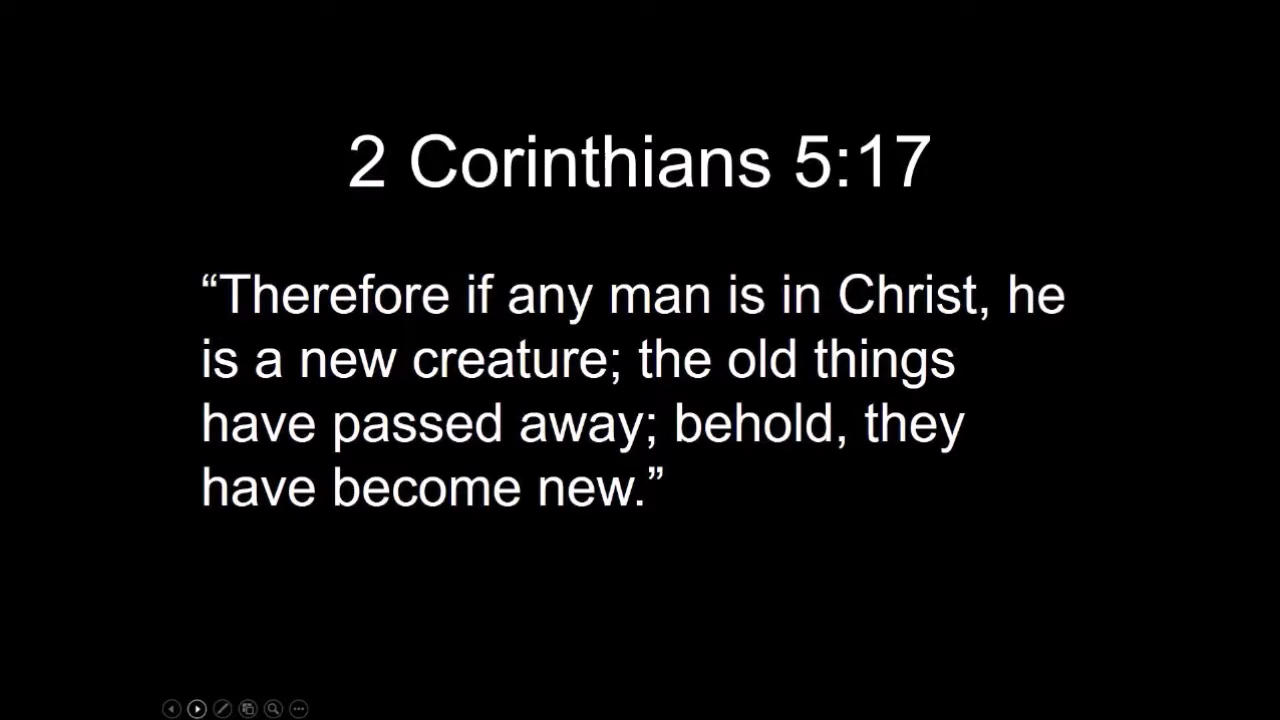 2 Corinthians 5:17
“Therefore if any man is in Christ, he
is a new creature; the old things
have passed away; behold, they
have become new.”